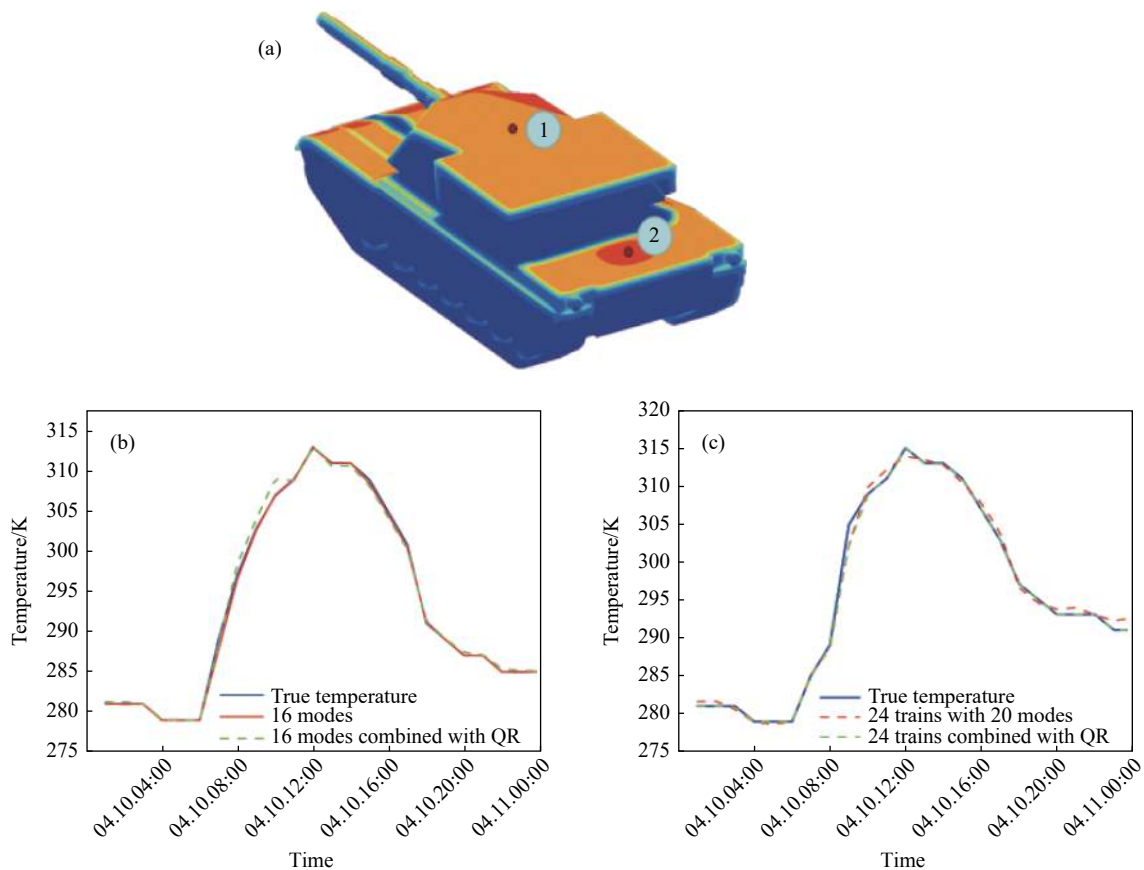 (a)
1
2
(b)
315
310
305
300
295
290
285
280
275
Temperature/K
True temperature
16 modes
16 modes combined with QR
04.10.04:00
04.10.08:00
04.10.12:00
04.10.16:00
04.10.20:00
04.11.00:00
Time
(c)
320
315
310
305
300
295
290
285
280
275
Temperature/K
True temperature
24 trains with 20 modes
24 trains combined with QR
04.10.04:00
04.10.08:00
04.10.12:00
04.10.16:00
04.10.20:00
04.11.00:00
Time